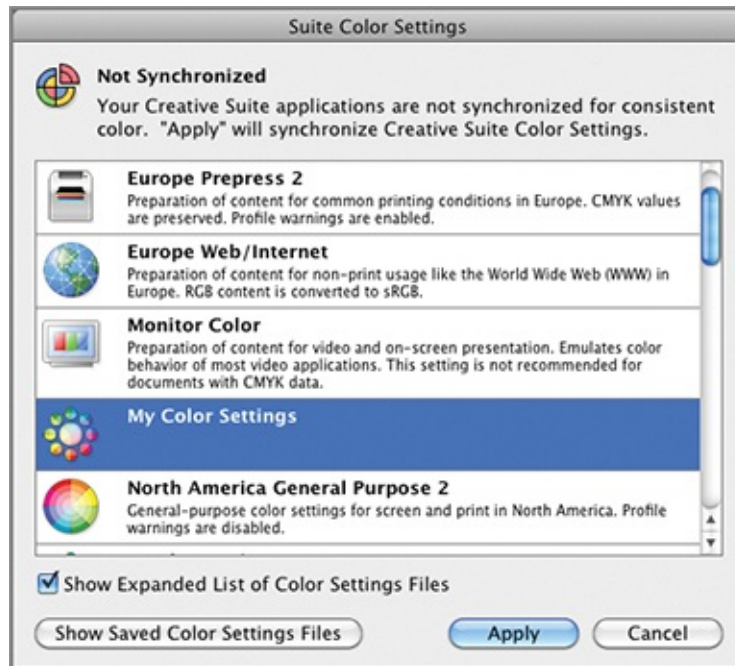 Suite Color Settings
Not Synchronized
Your Creative Suite applications are not synchronized for consistent
color. "Apply" will synchronize Creative Suite Color Settings.
Europe Prepress 2
Preparation of content for common printing conditions in Europe. CMYK values
are preserved. Profile warnings are enabled.
Europe Web/Internet
Preparation of content for non-print usage like the World Wide Web (WWW) in
Europe. RGB content is converted to sRGB.
Monitor Color
Preparation of content for video and on-screen presentation. Emulates color
behavior of most video applications. This setting is not recommended for
documents with CMYK data.
My Color Settings
North America General Purpose 2
General-purpose color settings for screen and print in North America. Profile
warnings are disabled.
Show Expanded List of Color Settings Files
Show Saved Color Settings Files Apply Cancel